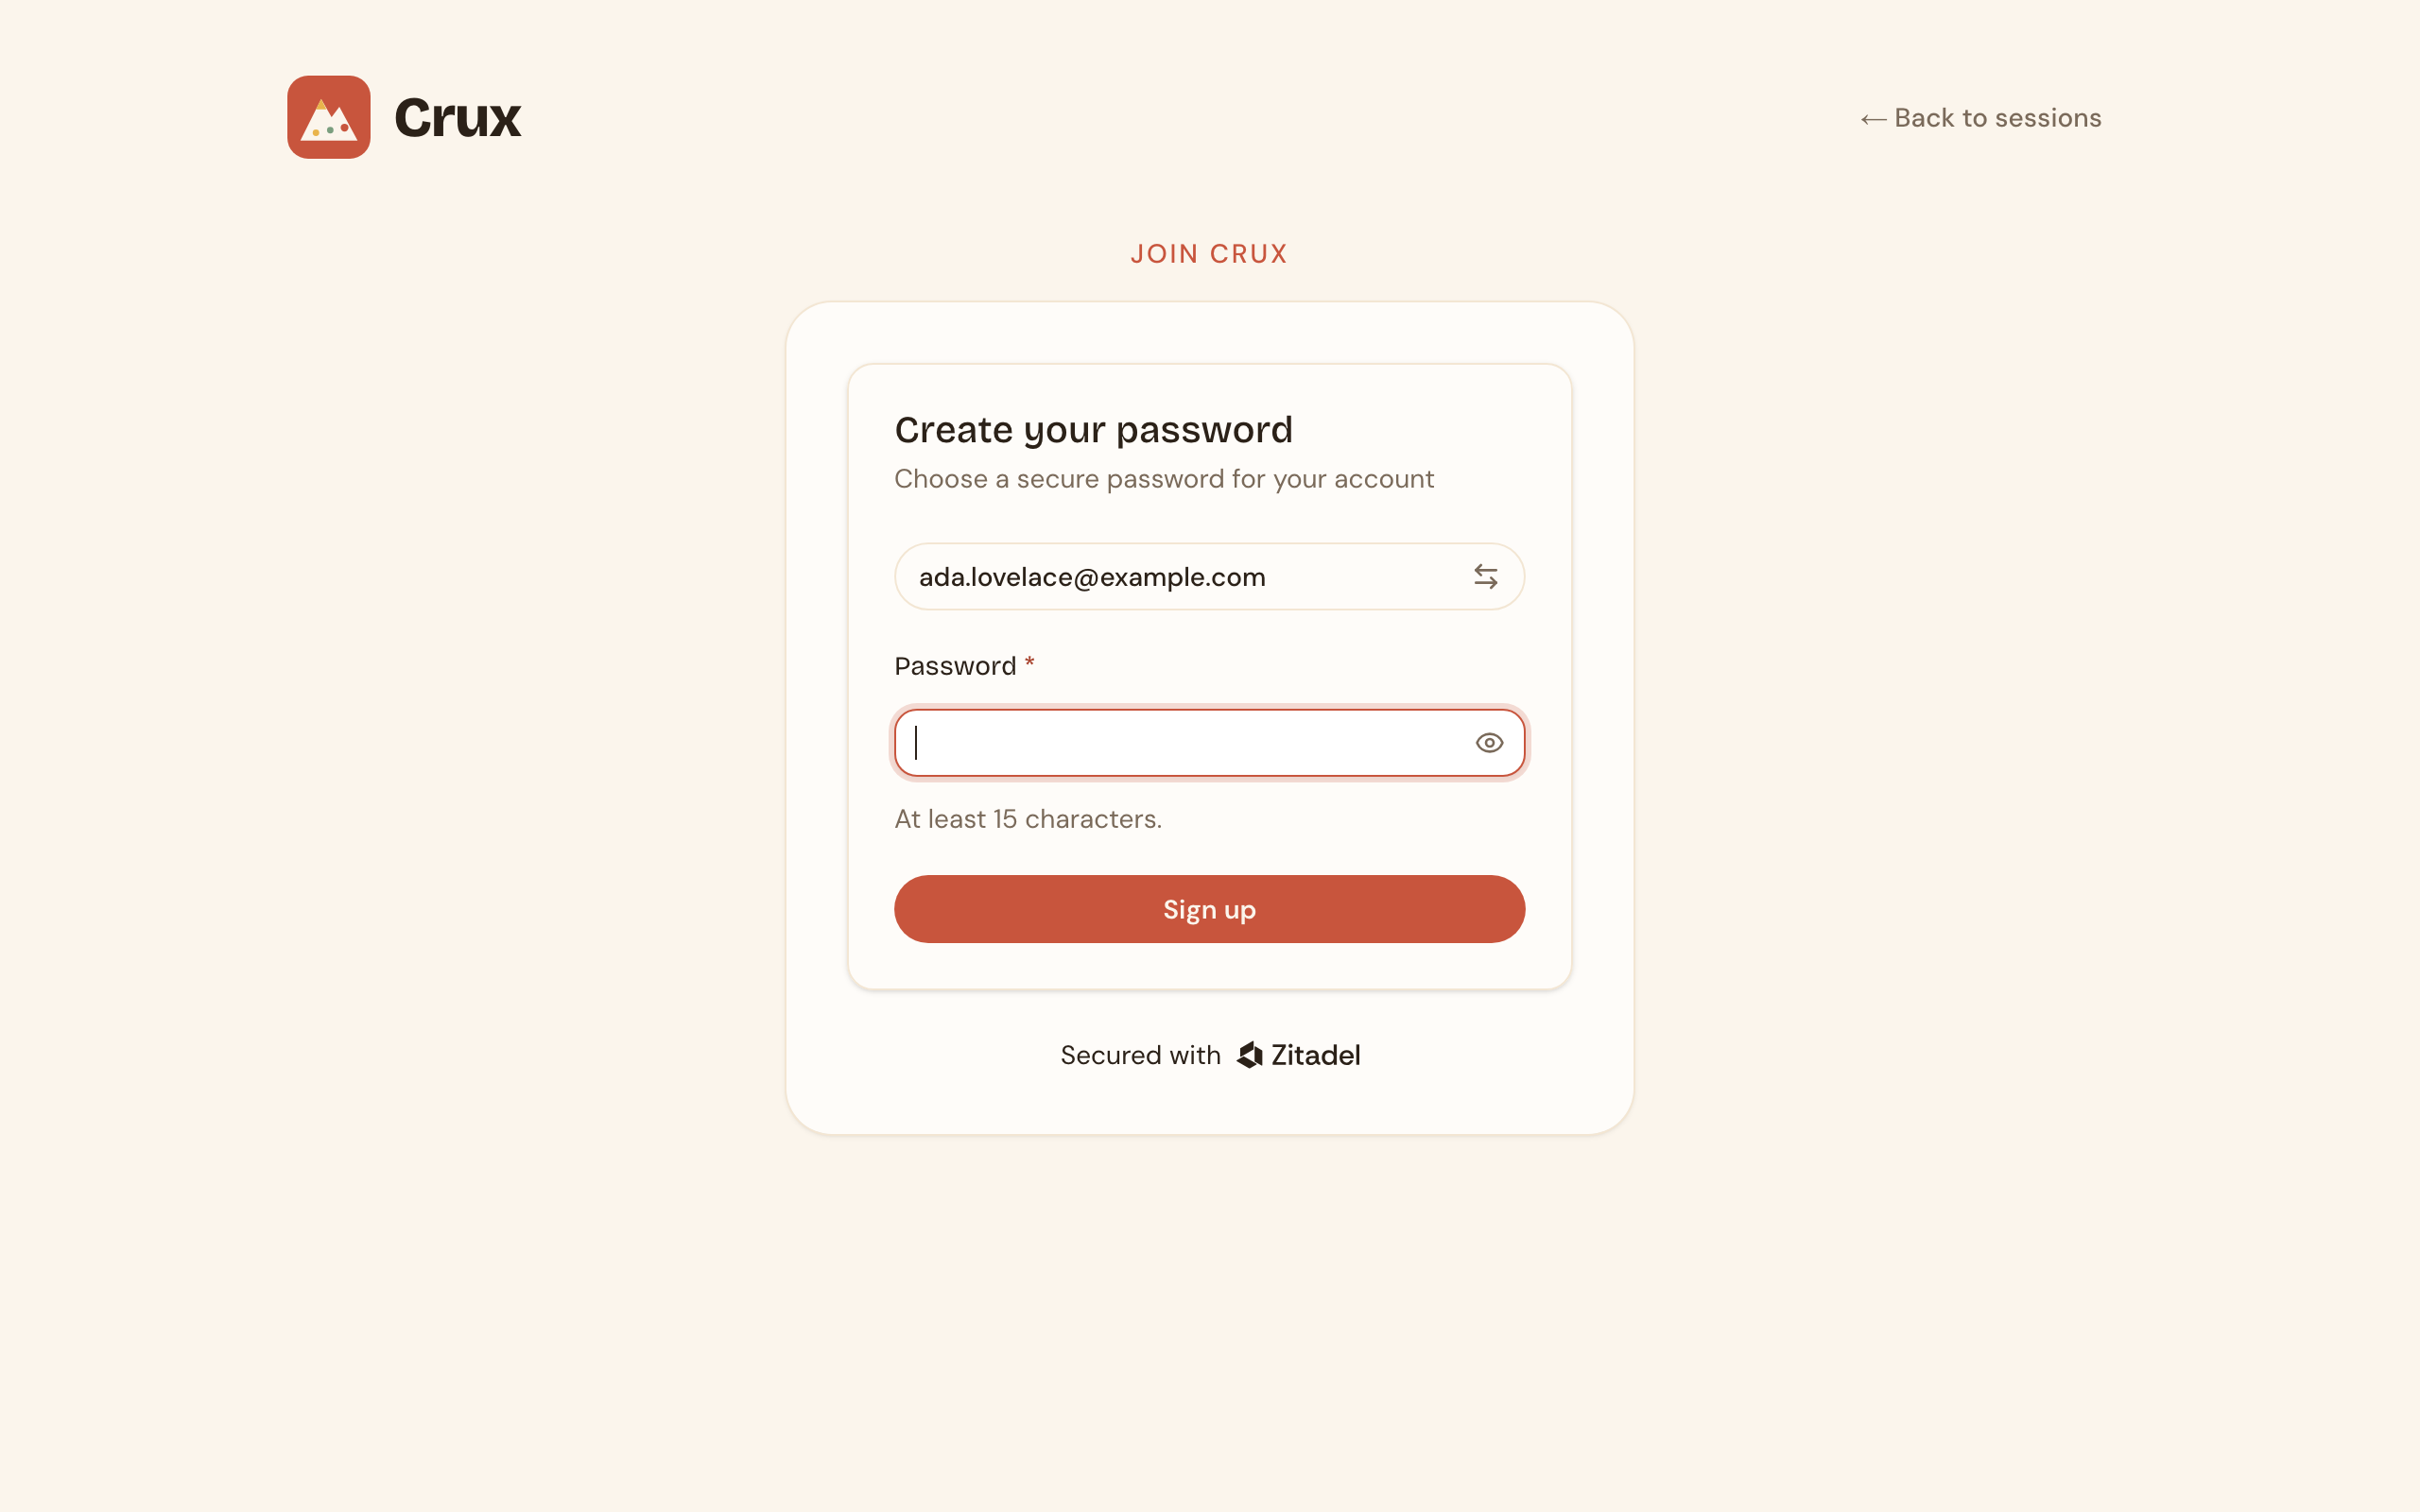 Crux
← Back to sessions
JOIN CRUX
Create your password
Choose a secure password for your account
ada.lovelace@example.com
Password *
At least 15 characters.
Sign up
Secured with Zitadel